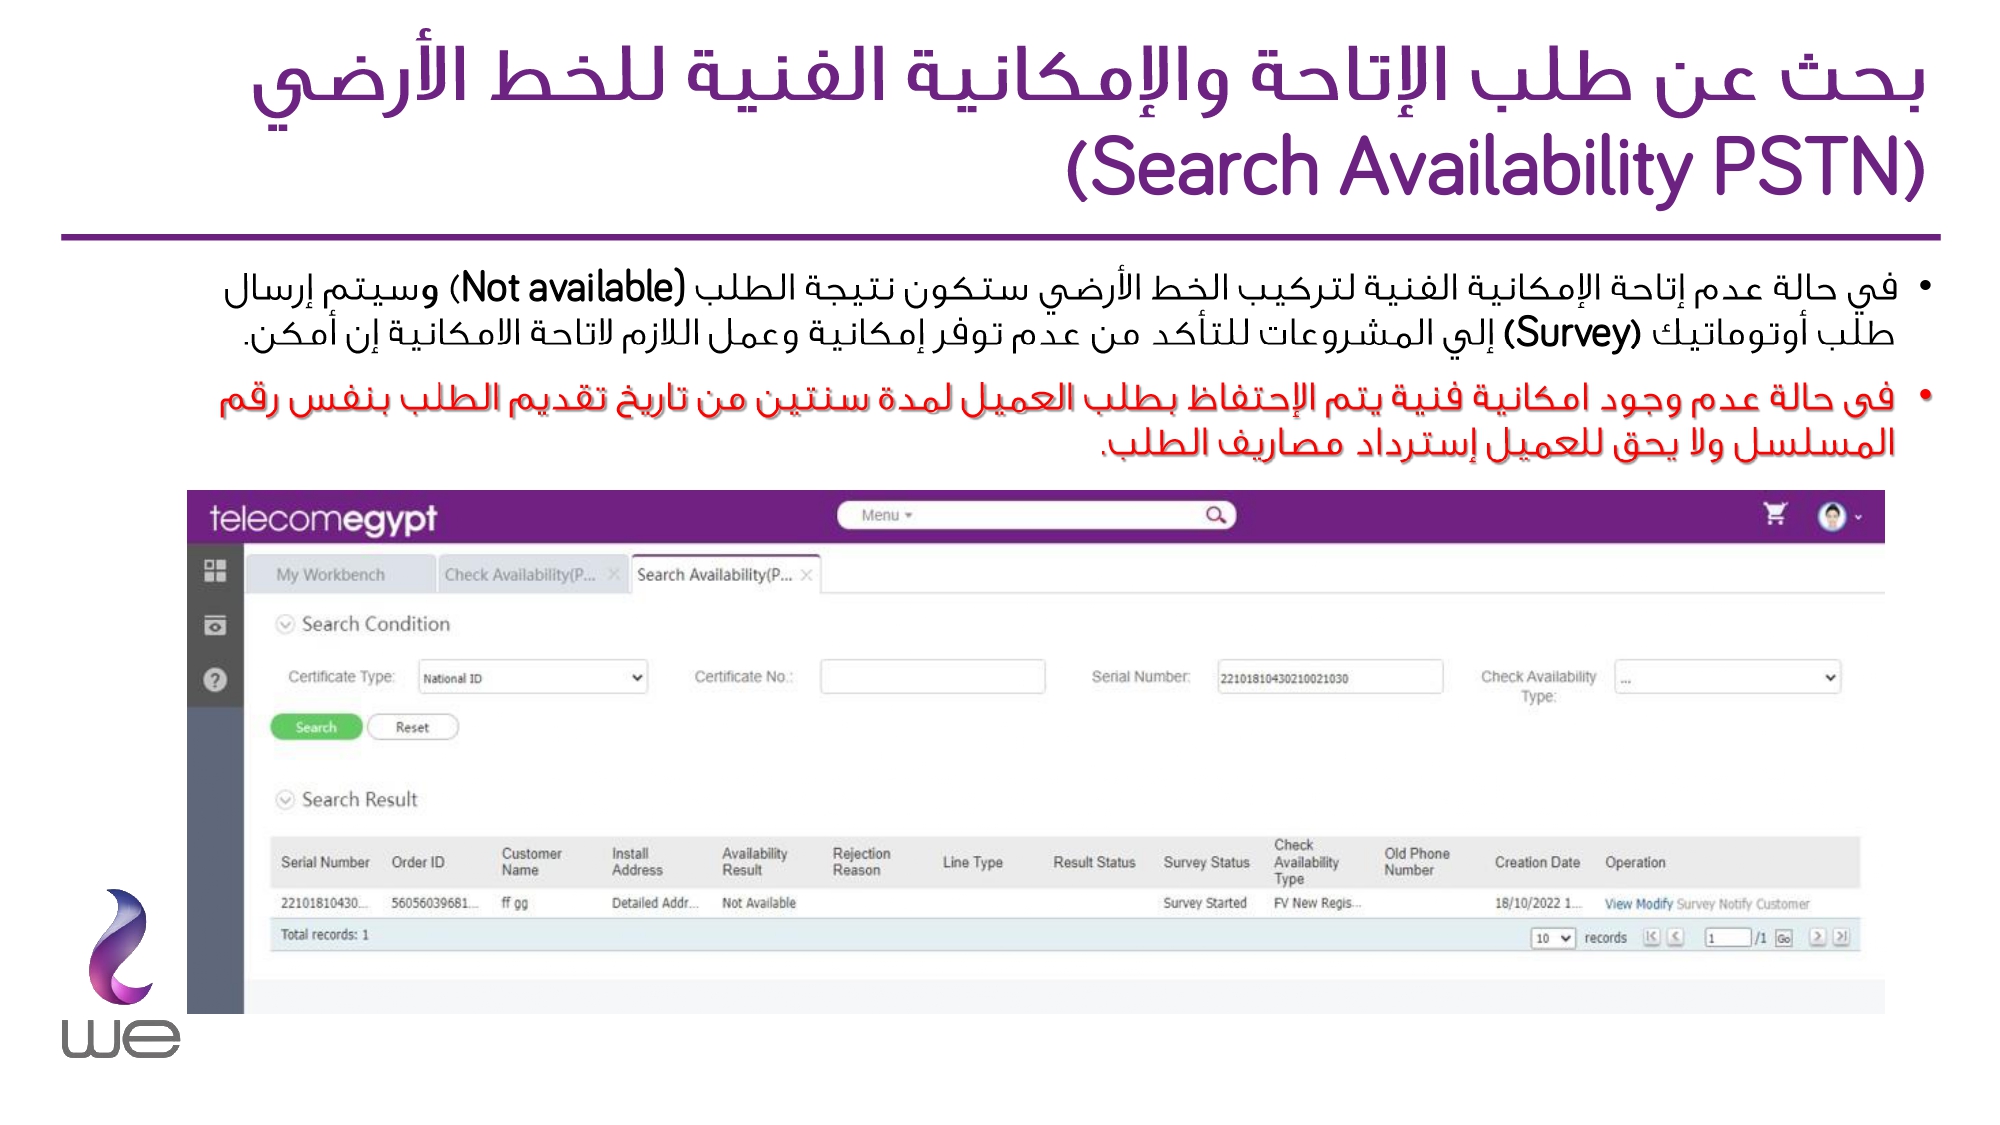 بحث عن طلب الإتاحة والإمكانية الفنية للخط الأرضي
(Search Availability PSTN)
• في حالة عدم إتاحة الإمكانية الفنية لتركيب الخط الأرضي ستكون نتيجة الطلب (Not available) وسيتم إرسال
طلب أوتوماتيك (Survey) إلي المشروعات للتأكد من عدم توفر إمكانية وعمل اللازم لاتاحة الامكانية إن أمكن.
• فى حالة عدم وجود امكانية فنية يتم الإحتفاظ بطلب العميل لمدة سنتين من تاريخ تقديم الطلب بنفس رقم
المسلسل ولا يحق للعميل إسترداد مصاريف الطلب.
telecomegypt Menu
My Workbench Check Availability(P... Search Availability(P...
Search Condition
Certificate Type: National ID Certificate No.: Serial Number: 22101810430210021030 Check Availability Type: ...
Search Reset
Search Result
Serial Number Order ID Customer Name Install Address Availability Result Rejection Reason Line Type Result Status Survey Status Check Availability Type Old Phone Number Creation Date Operation
22101810430... 56056039681... ff gg Detailed Addr... Not Available Survey Started FV New Regis... 18/10/2022 1... View Modify Survey Notify Customer
Total records: 1 10 records 1 /1 Go
we